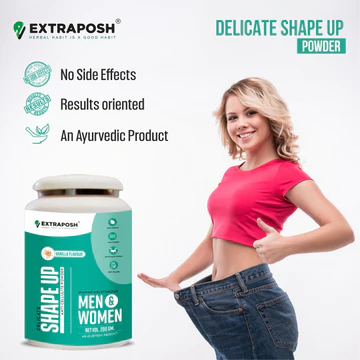 EXTRAPOSH®
HERBAL HABIT IS A GOOD HABIT
DELICATE SHAPE UP
POWDER
No Side Effects
Results oriented
An Ayurvedic Product
EXTRAPOSH®
VANILLA FLAVOUR
DELICATE
SHAPE UP
MEN &
WOMEN
NET VOL. 200 GM.